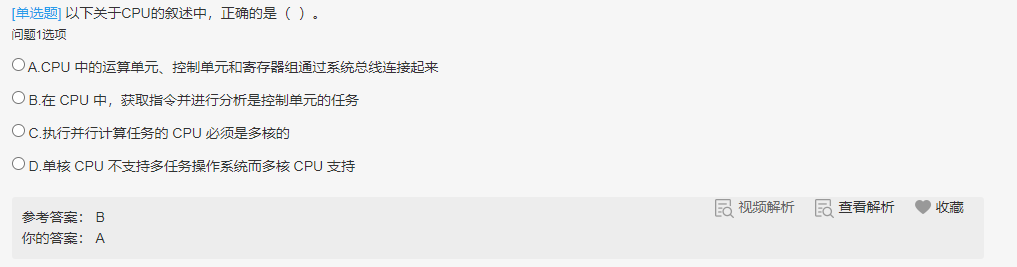 [单选题] 以下关于CPU的叙述中，正确的是（ ）。
问题1选项
A.CPU 中的运算单元、控制单元和寄存器组通过系统总线连接起来
B.在 CPU 中，获取指令并进行分析是控制单元的任务
C.执行并行计算任务的 CPU 必须是多核的
D.单核 CPU 不支持多任务操作系统而多核 CPU 支持
视频解析 查看解析 收藏
参考答案： B
你的答案： A